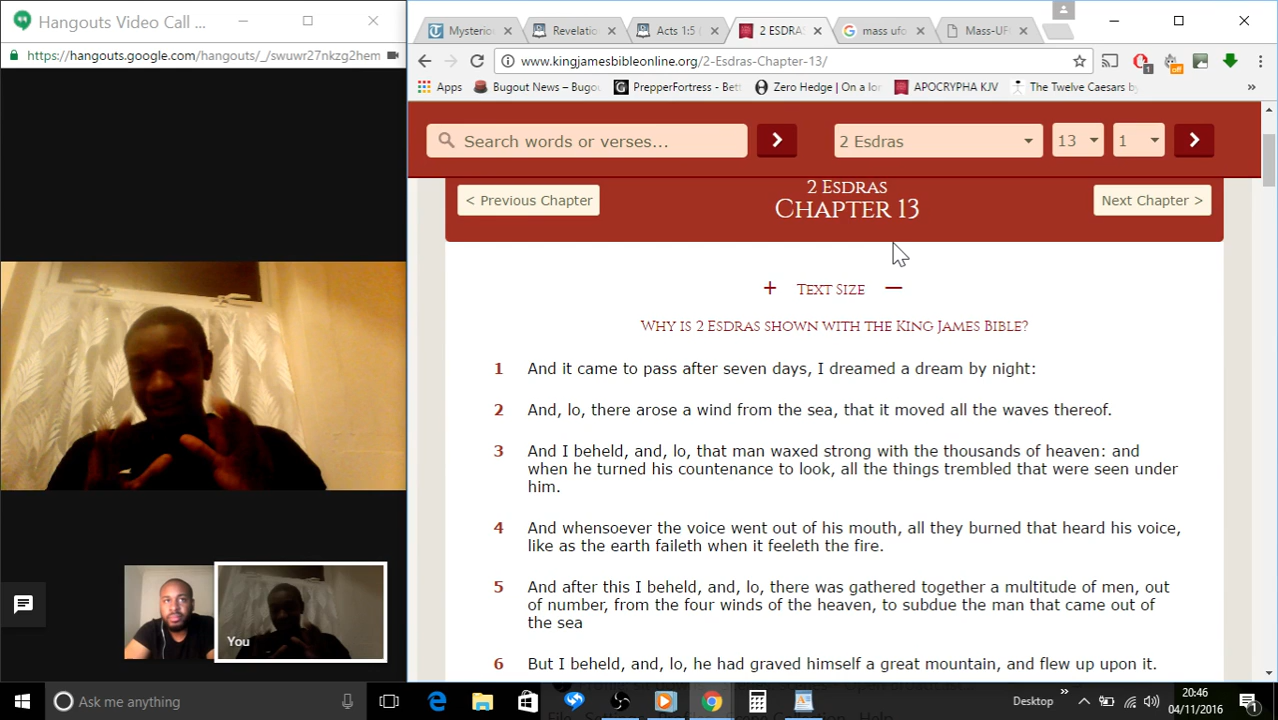 Hangouts Video Call ...
https://hangouts.google.com/hangouts/_/swuwr27nkzg2hem
You
Mysterio
Revelatio
Acts 1:5 (
2 ESDRA
mass ufo
Mass-UF
www.kingjamesbibleonline.org/2-Esdras-Chapter-13/
1
off
Apps
Bugout News – Bugo
PrepperFortress - Bett
Zero Hedge | On a lor
APOCRYPHA KJV
The Twelve Caesars by
»
Search words or verses...
2 Esdras
13
1
< Previous Chapter
2 Esdras
Chapter 13
Next Chapter >
+ Text Size —
Why is 2 Esdras shown with the King James Bible?
1 And it came to pass after seven days, I dreamed a dream by night:
2 And, lo, there arose a wind from the sea, that it moved all the waves thereof.
3 And I beheld, and, lo, that man waxed strong with the thousands of heaven: and
when he turned his countenance to look, all the things trembled that were seen under
him.
4 And whensoever the voice went out of his mouth, all they burned that heard his voice,
like as the earth faileth when it feeleth the fire.
5 And after this I beheld, and, lo, there was gathered together a multitude of men, out
of number, from the four winds of the heaven, to subdue the man that came out of
the sea
6 But I beheld, and, lo, he had graved himself a great mountain, and flew up upon it.
Ask me anything
Desktop
»
20:46
04/11/2016
1